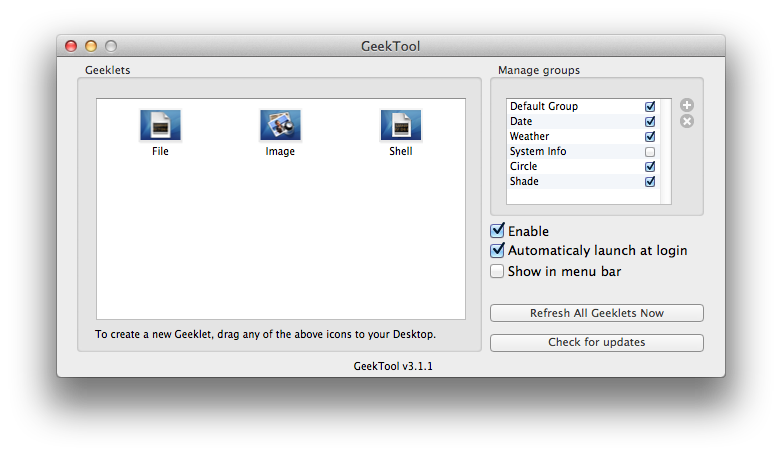 GeekTool
Geeklets
File
Image
Shell
To create a new Geeklet, drag any of the above icons to your Desktop.
Manage groups
Default Group
Date
Weather
System Info
Circle
Shade
Enable
Automaticaly launch at login
Show in menu bar
Refresh All Geeklets Now
Check for updates
GeekTool v3.1.1